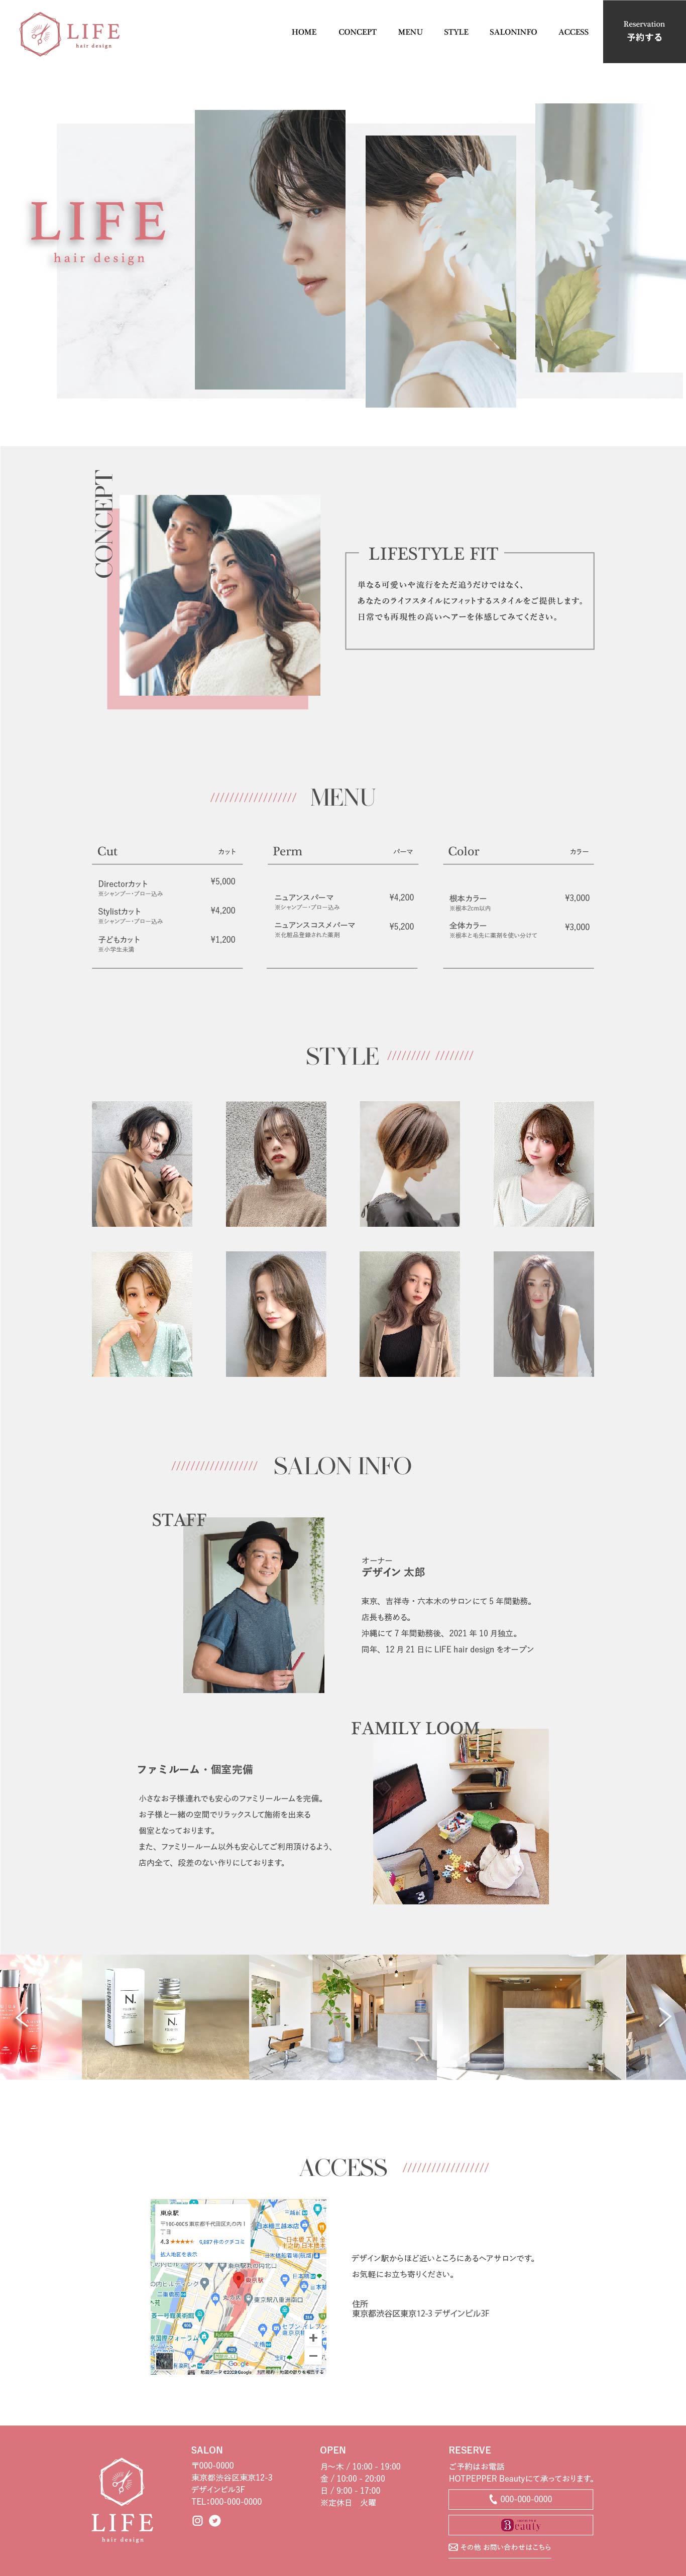 LIFE
hair design
HOME
CONCEPT
MENU
STYLE
SALONINFO
ACCESS
Reservation
予約する
LIFE
hair design
CONCEPT
LIFESTYLE FIT
単なる可愛いや流行をただ追うだけではなく、
あなたのライフスタイルにフィットするスタイルをご提供します。
日常でも再現性の高いヘアーを体感してみてください。
MENU
Cut
カット
Directorカット
¥5,000
※シャンプー・ブロー込み
Stylistカット
¥4,200
※シャンプー・ブロー込み
子どもカット
¥1,200
※小学生未満
Perm
パーマ
ニュアンスパーマ
¥4,200
※シャンプー・ブロー込み
ニュアンスコスメパーマ
¥5,200
※化粧品登録された薬剤
Color
カラー
根本カラー
¥3,000
※根本2cm以内
全体カラー
¥3,000
※根本と毛先に薬剤を使い分けて
STYLE
SALON INFO
STAFF
オーナー
デザイン 太郎
東京、吉祥寺・六本木のサロンにて 5 年間勤務。
店長も務める。
沖縄にて 7 年間勤務後、2021 年 10 月独立。
同年、12 月 21 日に LIFE hair design をオープン
FAMILY LOOM
ファミルーム・個室完備
小さなお子様連れでも安心のファミリールームを完備。
お子様と一緒の空間でリラックスして施術を出来る
個室となっております。
また、ファミリールーム以外も安心してご利用頂けるよう、
店内全て、段差のない作りにしております。
N.
N.
ACCESS
東京駅
4.3
拡大地図を表示
東京駅
Google
デザイン駅からほど近いところにあるヘアサロンです。
お気軽にお立ち寄りください。
住所
東京都渋谷区東京12-3 デザインビル3F
LIFE
hair design
SALON
〒000-0000
東京都渋谷区東京12-3
デザインビル3F
TEL:000-000-0000
OPEN
月〜木 / 10:00 - 19:00
金 / 10:00 - 20:00
日 / 9:00 - 17:00
※定休日　火曜
RESERVE
ご予約はお電話
HOTPEPPER Beautyにて承っております。
000-000-0000
Beauty
その他 お問い合わせはこちら